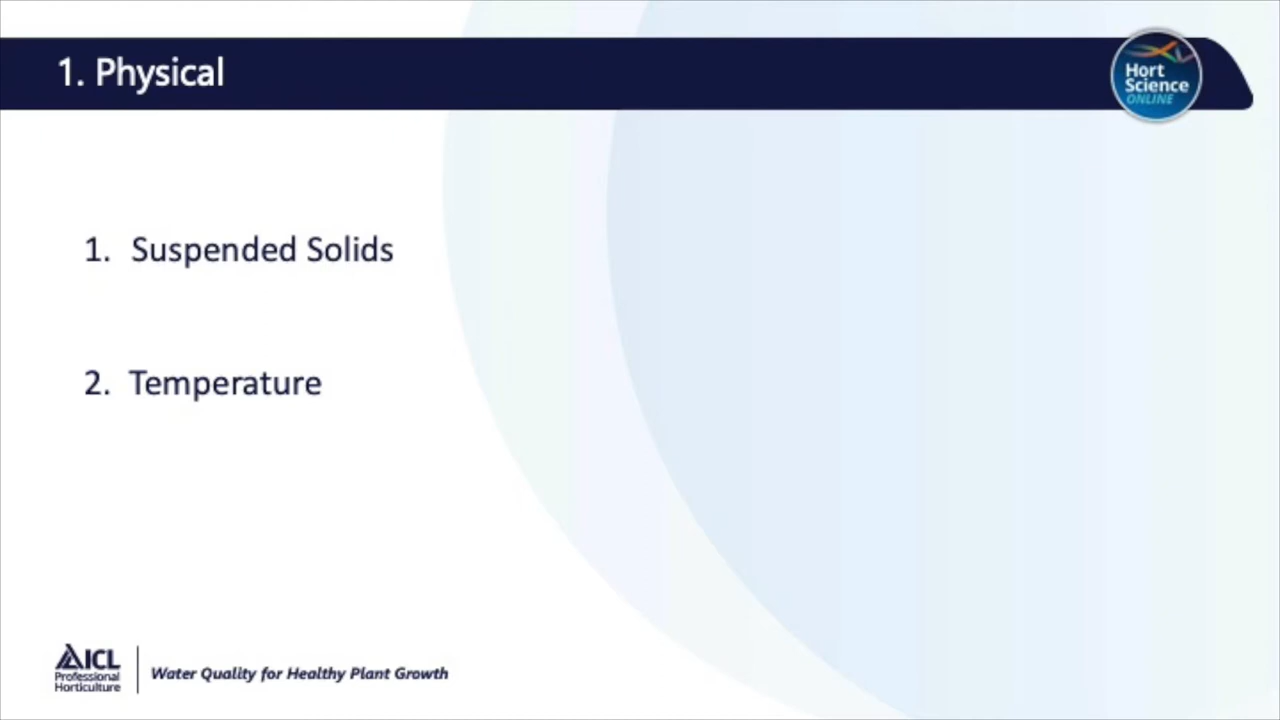 1. Physical
Hort
Science
ONLINE
1. Suspended Solids
2. Temperature
ICL
Professional
Horticulture
Water Quality for Healthy Plant Growth